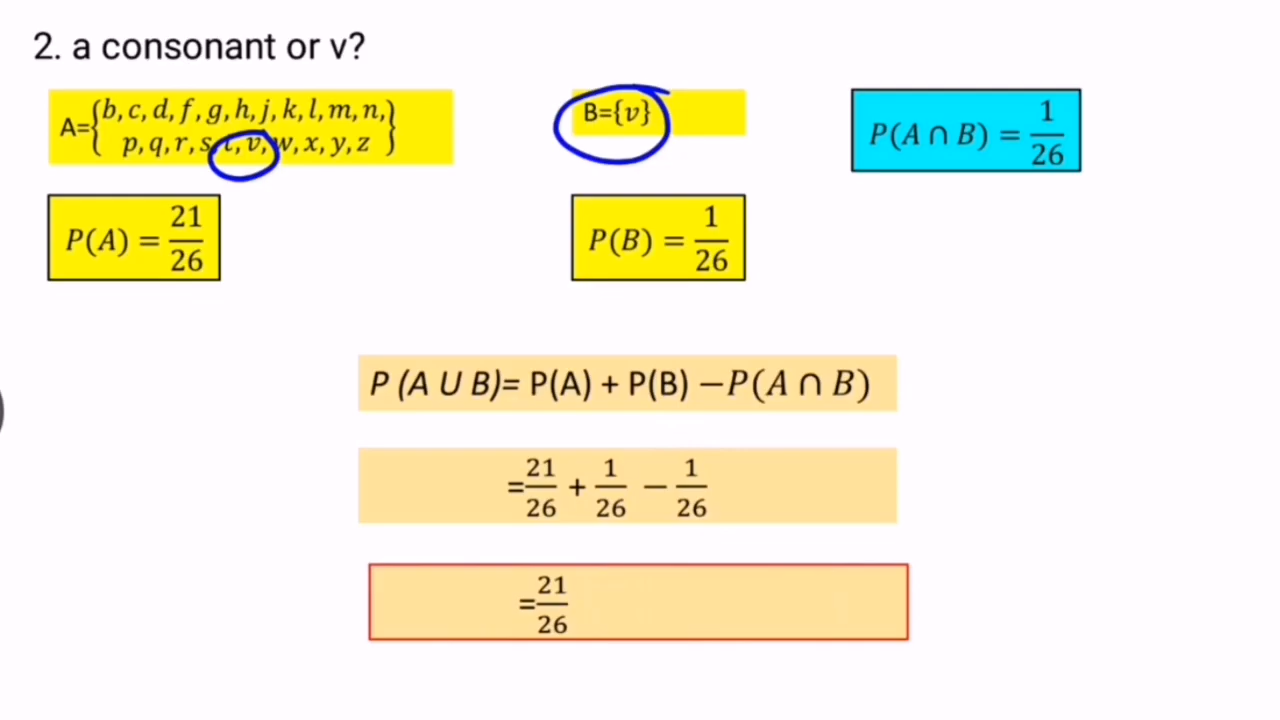 2. a consonant or v?
A={b, c, d, f, g, h, j, k, l, m, n,
p, q, r, s, t, v, w, x, y, z}
B={v}
P(A ∩ B) = 1/26
P(A) = 21/26
P(B) = 1/26
P (A U B)= P(A) + P(B) −P(A ∩ B)
=21/26 + 1/26 − 1/26
=21/26